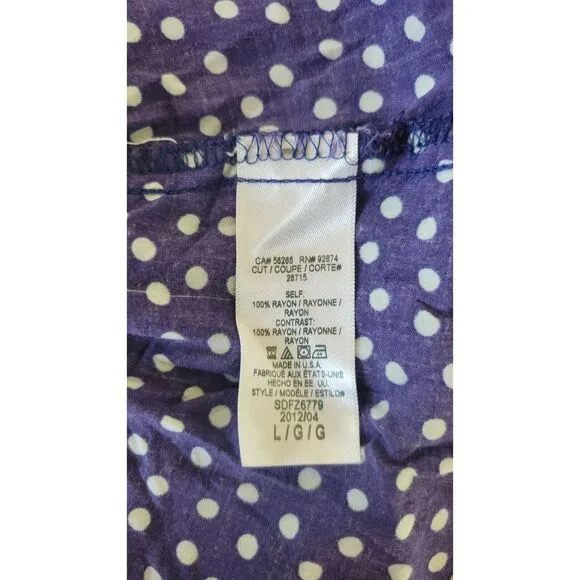 CA# 56286 RN# 92874
CUT / COUPE / CORTE#
28715
SELF:
100% RAYON / RAYONNE /
RAYON
CONTRAST:
100% RAYON / RAYONNE /
RAYON
MADE IN U.S.A.
FABRIQUÉ AUX ÉTATS-UNIS
HECHO EN EE. UU.
STYLE / MODÈLE / ESTILO#
SDFZ6779
2012/04
L / G / G